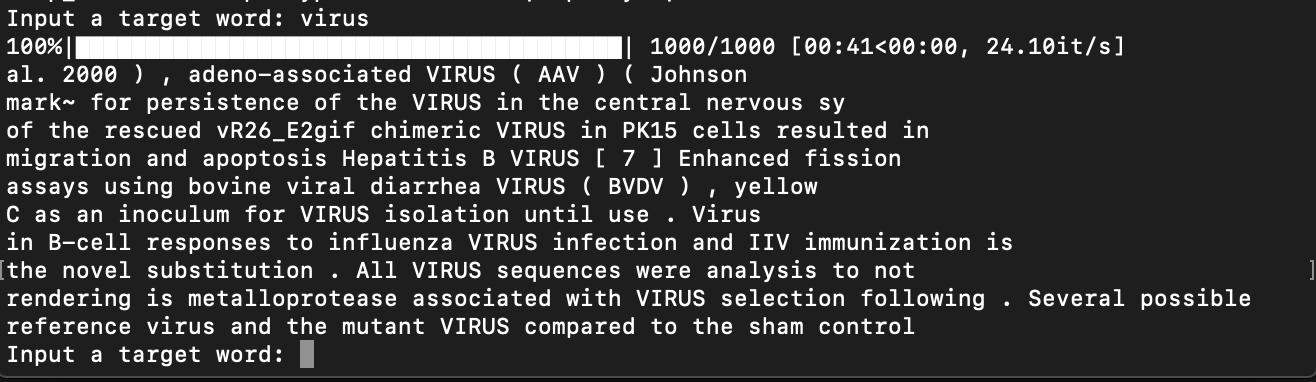 Input a target word: virus
100%|██████████| 1000/1000 [00:41<00:00, 24.10it/s]
al. 2000 ) , adeno-associated VIRUS ( AAV ) ( Johnson
mark~ for persistence of the VIRUS in the central nervous sy
of the rescued vR26_E2gif chimeric VIRUS in PK15 cells resulted in
migration and apoptosis Hepatitis B VIRUS [ 7 ] Enhanced fission
assays using bovine viral diarrhea VIRUS ( BVDV ) , yellow
C as an inoculum for VIRUS isolation until use . Virus
in B-cell responses to influenza VIRUS infection and IIV immunization is
[the novel substitution . All VIRUS sequences were analysis to not ]
rendering is metalloprotease associated with VIRUS selection following . Several possible
reference virus and the mutant VIRUS compared to the sham control
Input a target word: